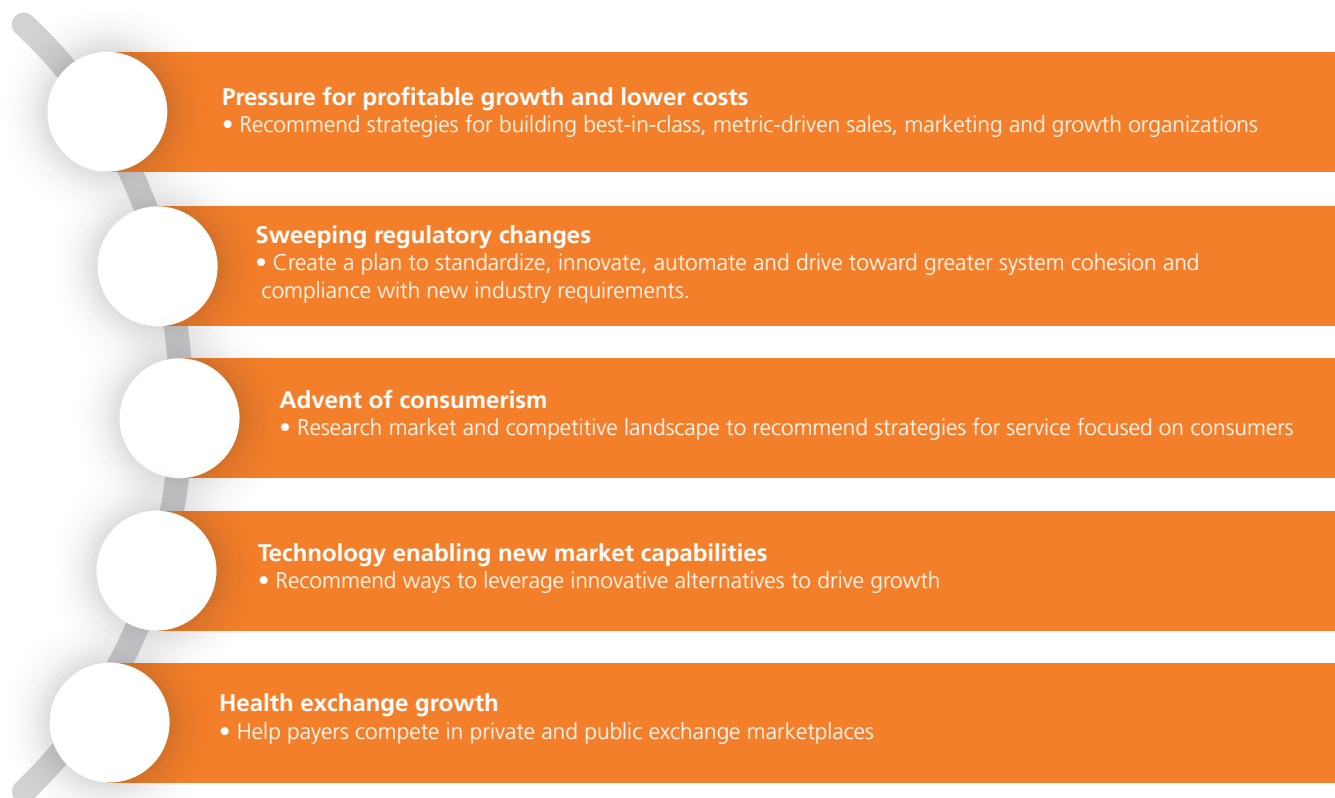 Pressure for profitable growth and lower costs
• Recommend strategies for building best-in-class, metric-driven sales, marketing and growth organizations
Sweeping regulatory changes
• Create a plan to standardize, innovate, automate and drive toward greater system cohesion and
compliance with new industry requirements.
Advent of consumerism
• Research market and competitive landscape to recommend strategies for service focused on consumers
Technology enabling new market capabilities
• Recommend ways to leverage innovative alternatives to drive growth
Health exchange growth
• Help payers compete in private and public exchange marketplaces